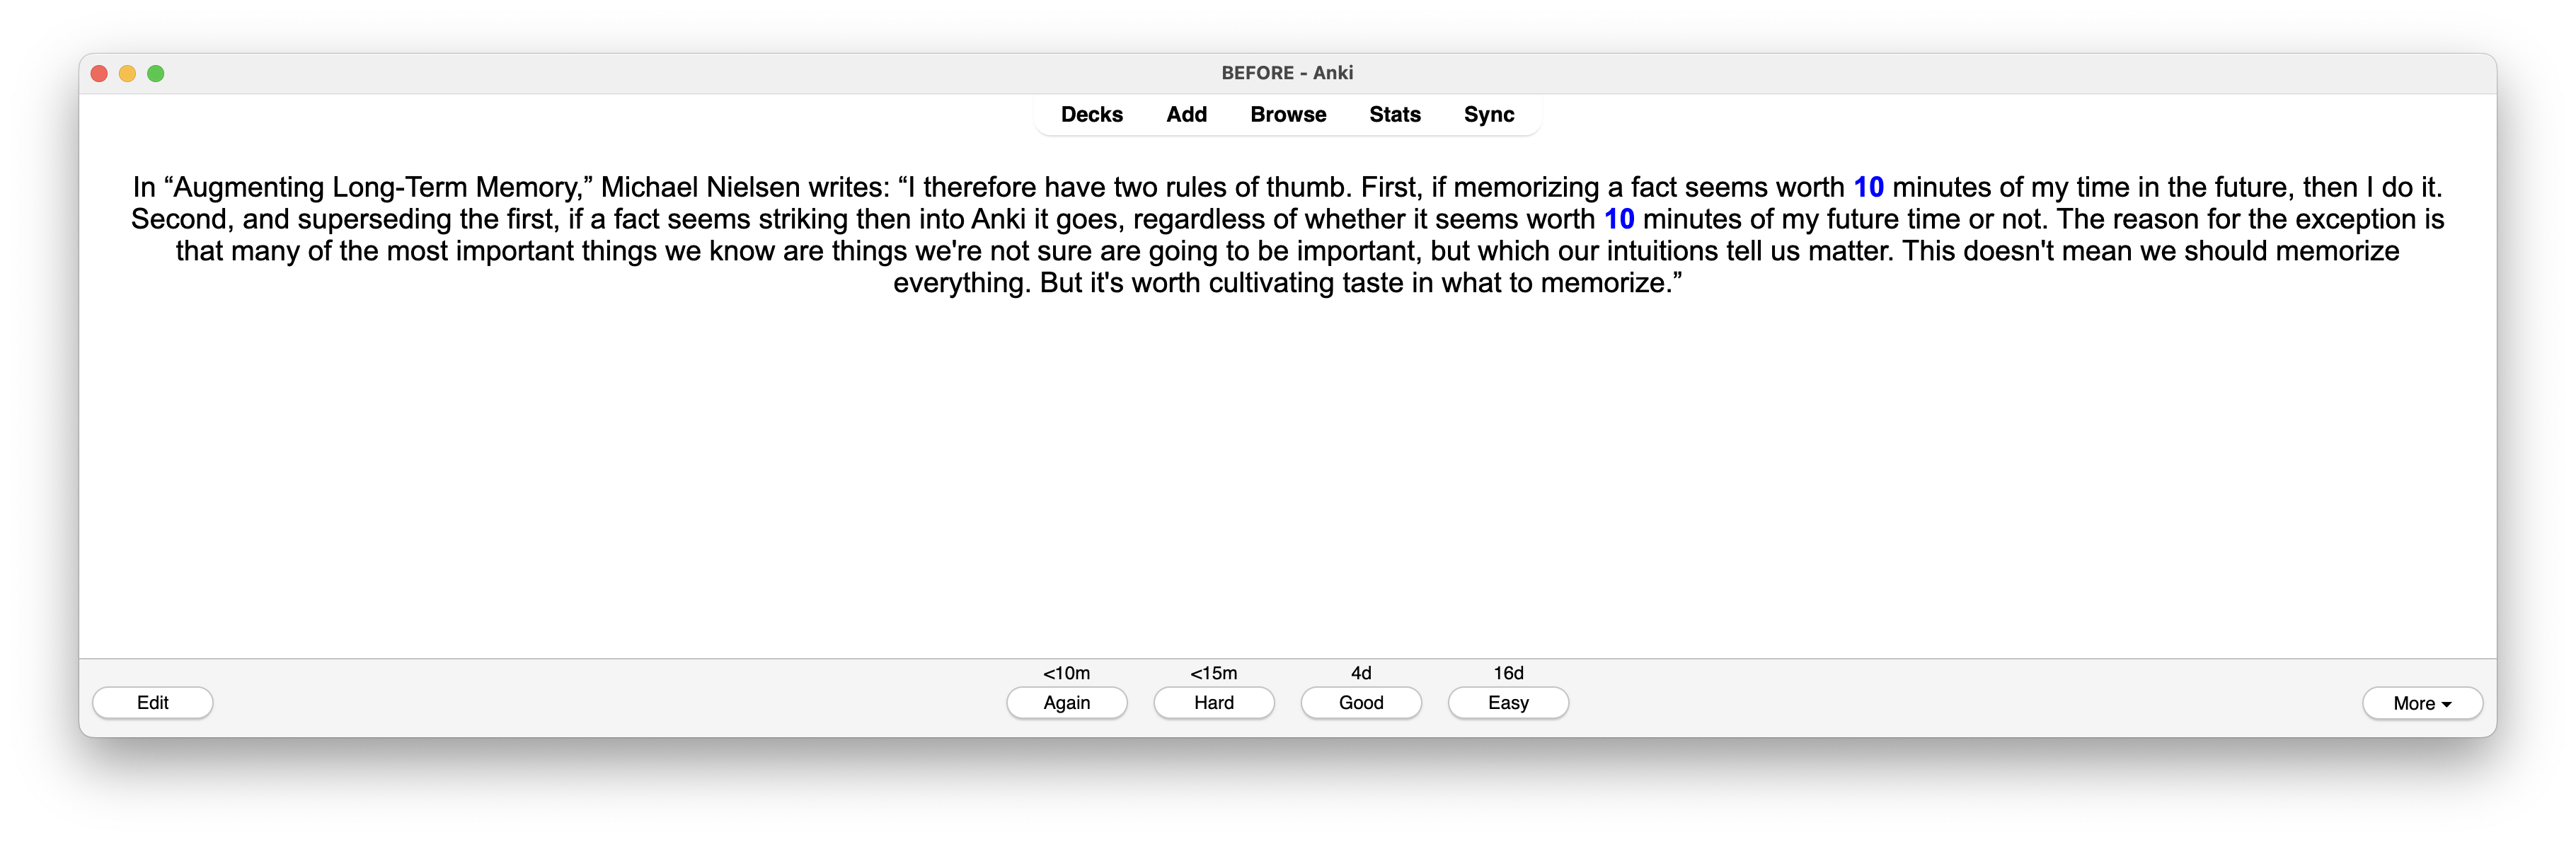 BEFORE - Anki
Decks Add Browse Stats Sync
In “Augmenting Long-Term Memory,” Michael Nielsen writes: “I therefore have two rules of thumb. First, if memorizing a fact seems worth 10 minutes of my time in the future, then I do it.
Second, and superseding the first, if a fact seems striking then into Anki it goes, regardless of whether it seems worth 10 minutes of my future time or not. The reason for the exception is
that many of the most important things we know are things we're not sure are going to be important, but which our intuitions tell us matter. This doesn't mean we should memorize
everything. But it's worth cultivating taste in what to memorize.”
<10m <15m 4d 16d
Edit Again Hard Good Easy More